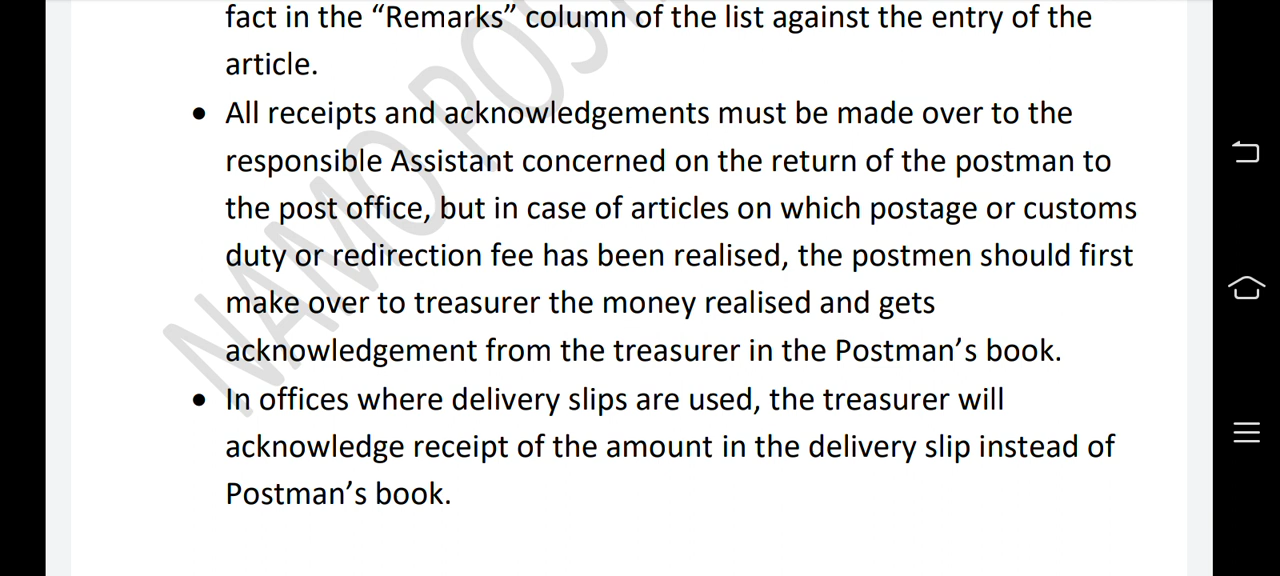 fact in the “Remarks” column of the list against the entry of the
article.
• All receipts and acknowledgements must be made over to the
responsible Assistant concerned on the return of the postman to
the post office, but in case of articles on which postage or customs
duty or redirection fee has been realised, the postmen should first
make over to treasurer the money realised and gets
acknowledgement from the treasurer in the Postman’s book.
• In offices where delivery slips are used, the treasurer will
acknowledge receipt of the amount in the delivery slip instead of
Postman’s book.
NAMO POS